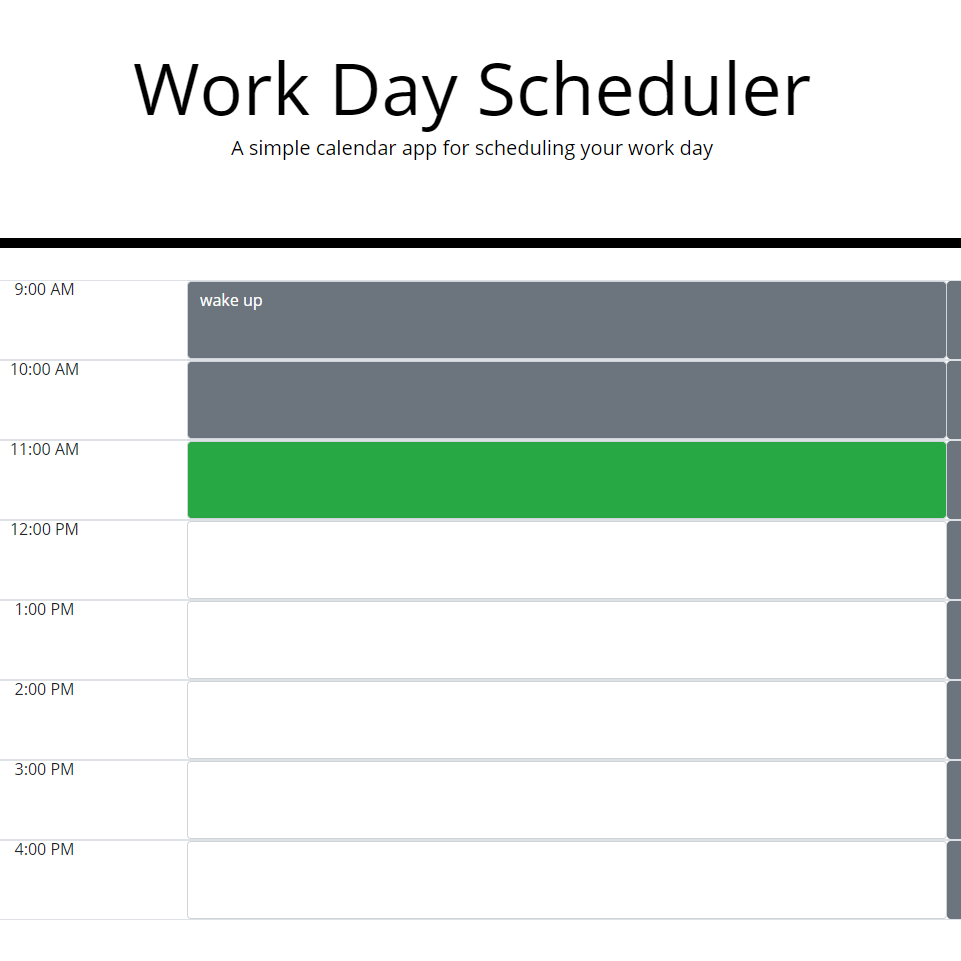 Work Day Scheduler
A simple calendar app for scheduling your work day
9:00 AM
wake up
10:00 AM
11:00 AM
12:00 PM
1:00 PM
2:00 PM
3:00 PM
4:00 PM